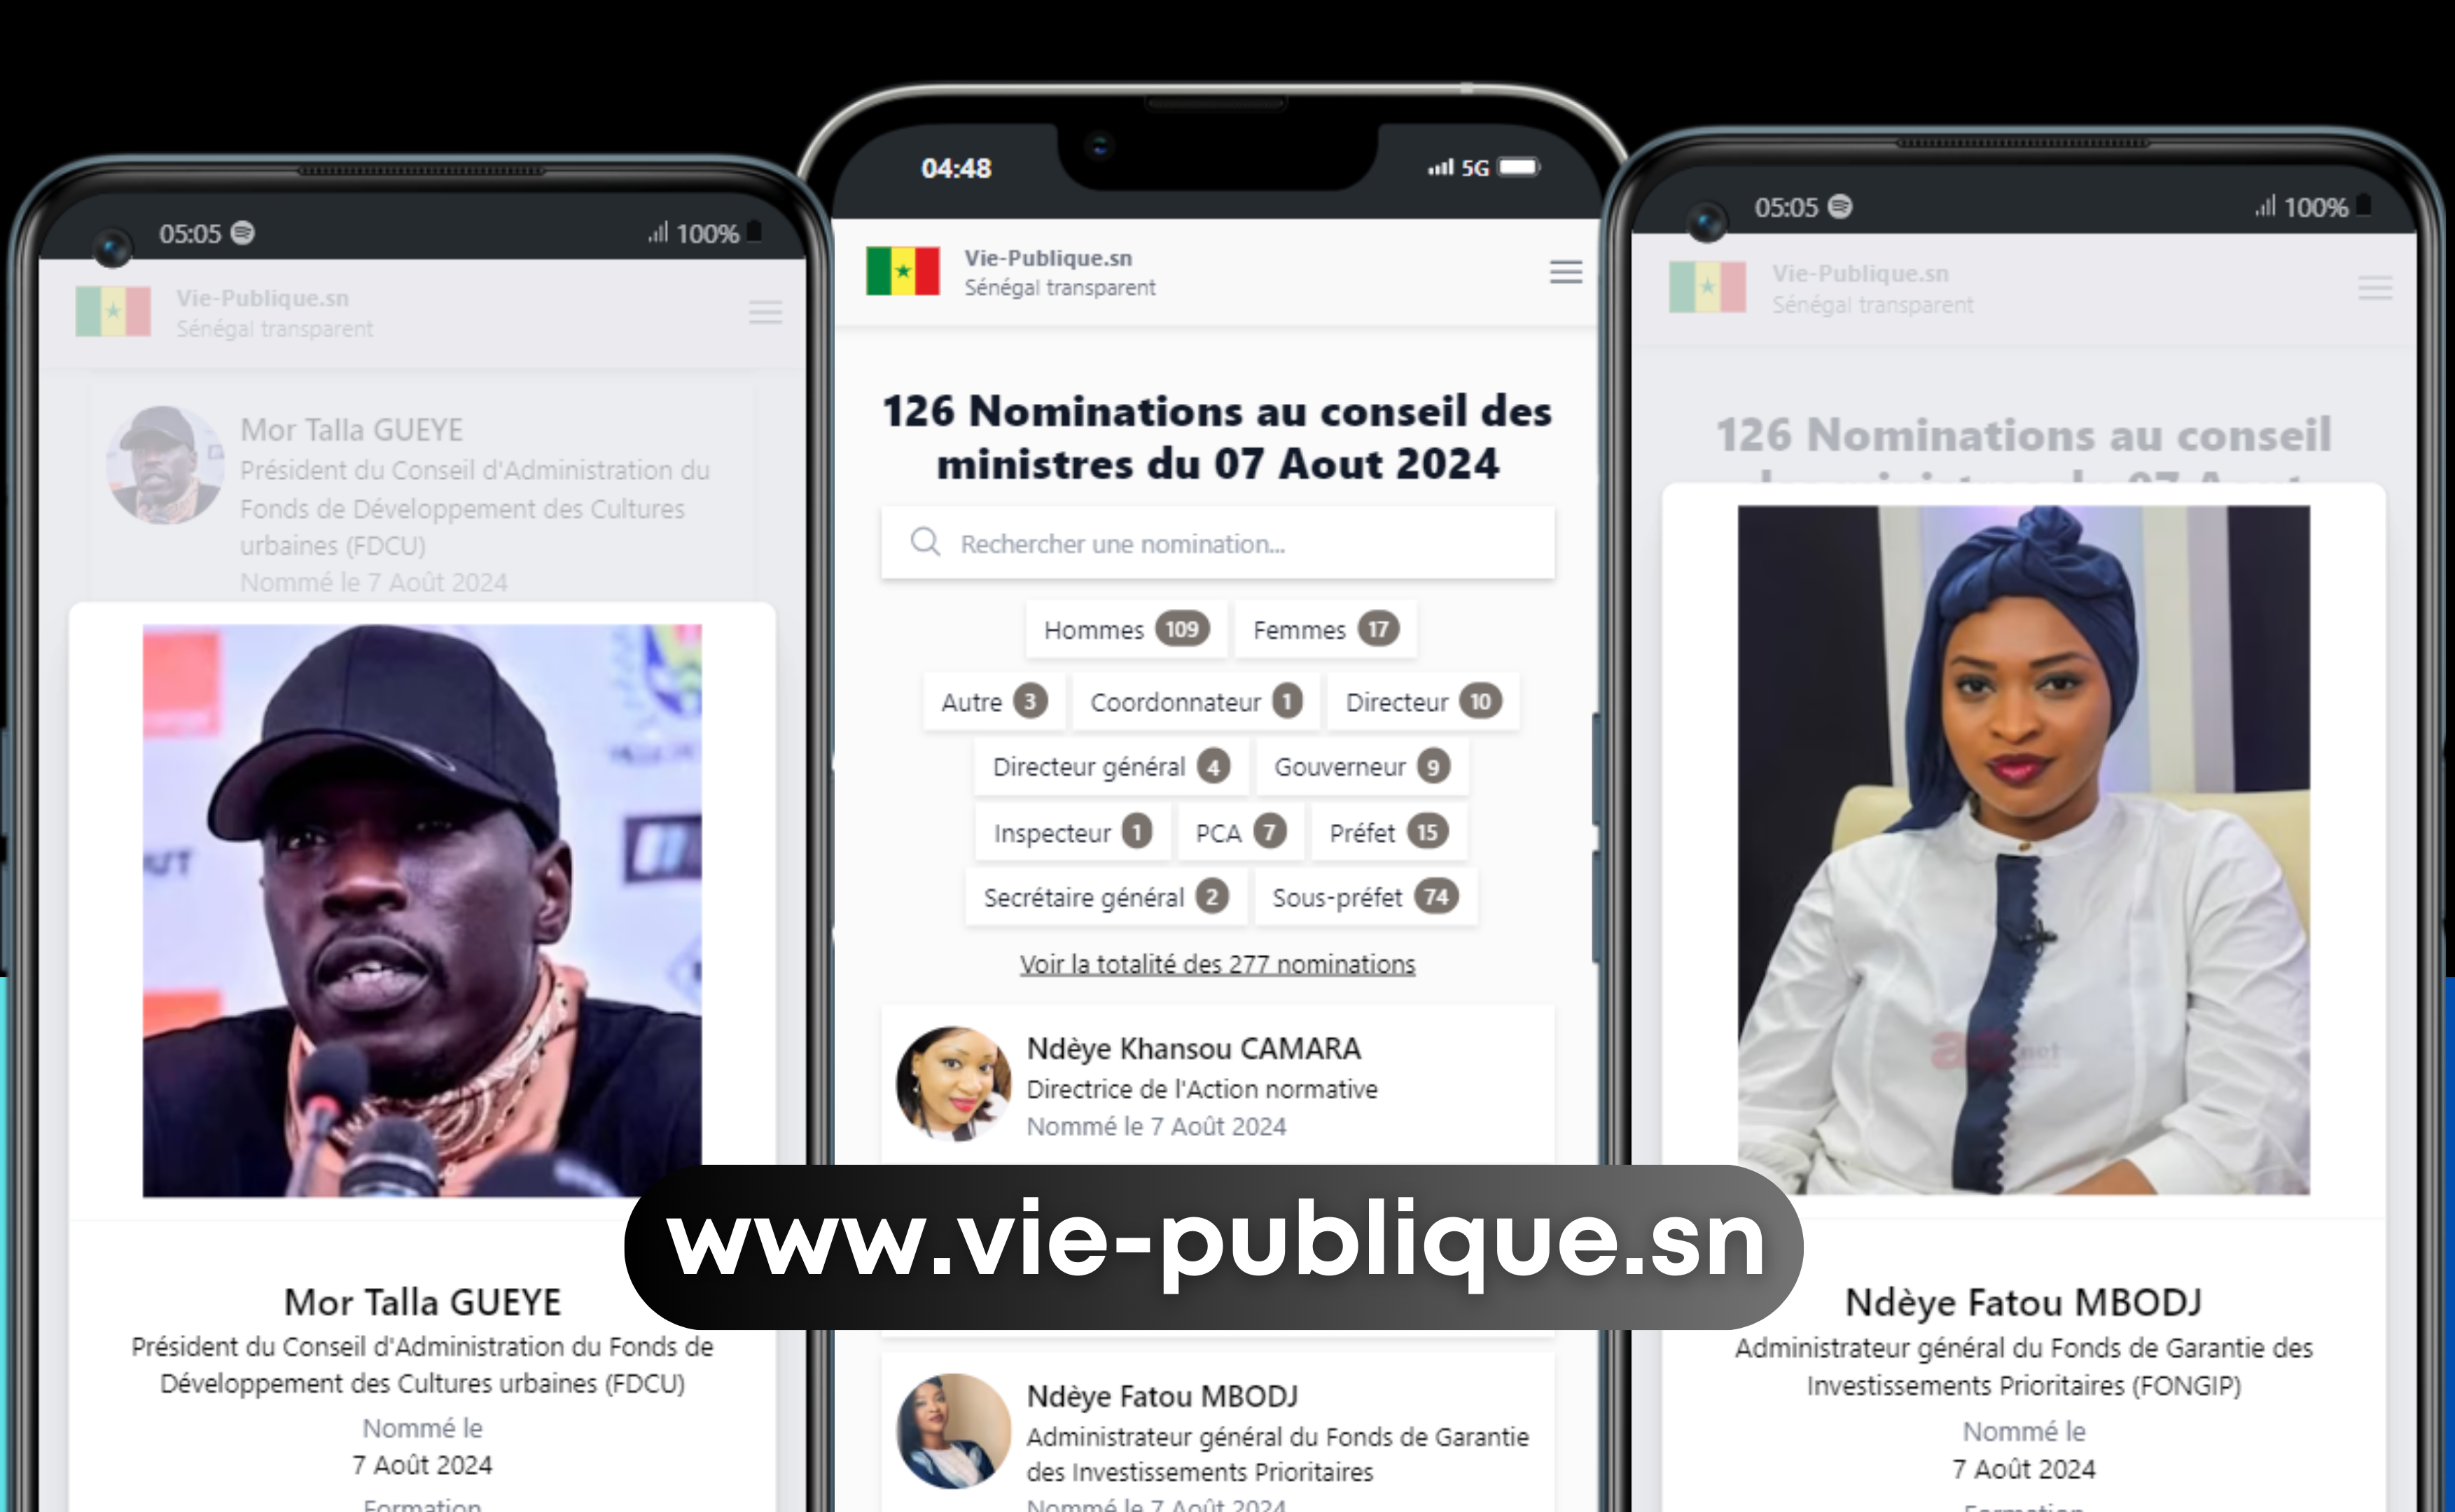 05:05
100%
Vie-Publique.sn
Sénégal transparent
Mor Talla GUEYE
Président du Conseil d'Administration du
Fonds de Développement des Cultures
urbaines (FDCU)
Nommé le 7 Août 2024
Mor Talla GUEYE
Président du Conseil d'Administration du Fonds de
Développement des Cultures urbaines (FDCU)
Nommé le
7 Août 2024
Formation
04:48
5G
Vie-Publique.sn
Sénégal transparent
126 Nominations au conseil des
ministres du 07 Aout 2024
Rechercher une nomination...
Hommes 109 Femmes 17
Autre 3 Coordonnateur 1 Directeur 10
Directeur général 4 Gouverneur 9
Inspecteur 1 PCA 7 Préfet 15
Secrétaire général 2 Sous-préfet 74
Voir la totalité des 277 nominations
Ndèye Khansou CAMARA
Directrice de l'Action normative
Nommé le 7 Août 2024
www.vie-publique.sn
Ndèye Fatou MBODJ
Administrateur général du Fonds de Garantie
des Investissements Prioritaires
Nommé le 7 Août 2024
05:05
100%
Vie-Publique.sn
Sénégal transparent
126 Nominations au conseil
Ndèye Fatou MBODJ
Administrateur général du Fonds de Garantie des
Investissements Prioritaires (FONGIP)
Nommé le
7 Août 2024
Formation